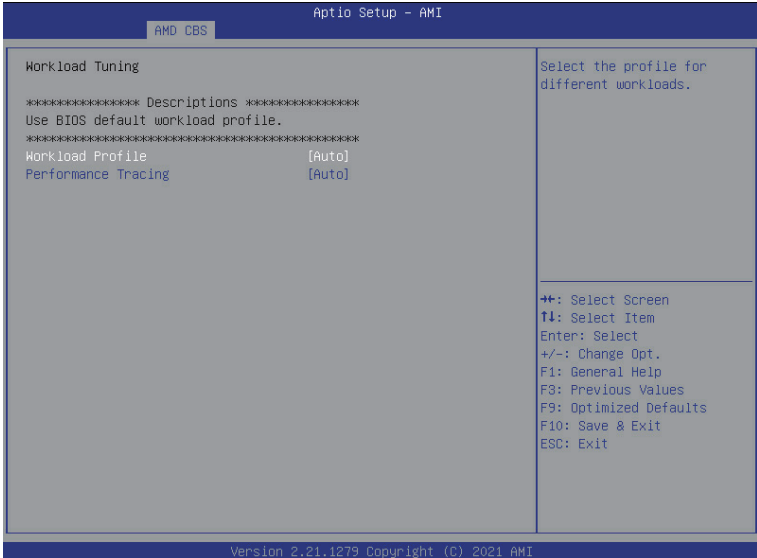 Aptio Setup – AMI
AMD CBS
Workload Tuning
**************** Descriptions ****************
Use BIOS default workload profile.
***********************************************
Workload Profile [Auto]
Performance Tracing [Auto]
Select the profile for
different workloads.
→←: Select Screen
↑↓: Select Item
Enter: Select
+/-: Change Opt.
F1: General Help
F3: Previous Values
F9: Optimized Defaults
F10: Save & Exit
ESC: Exit
Version 2.21.1279 Copyright (C) 2021 AMI